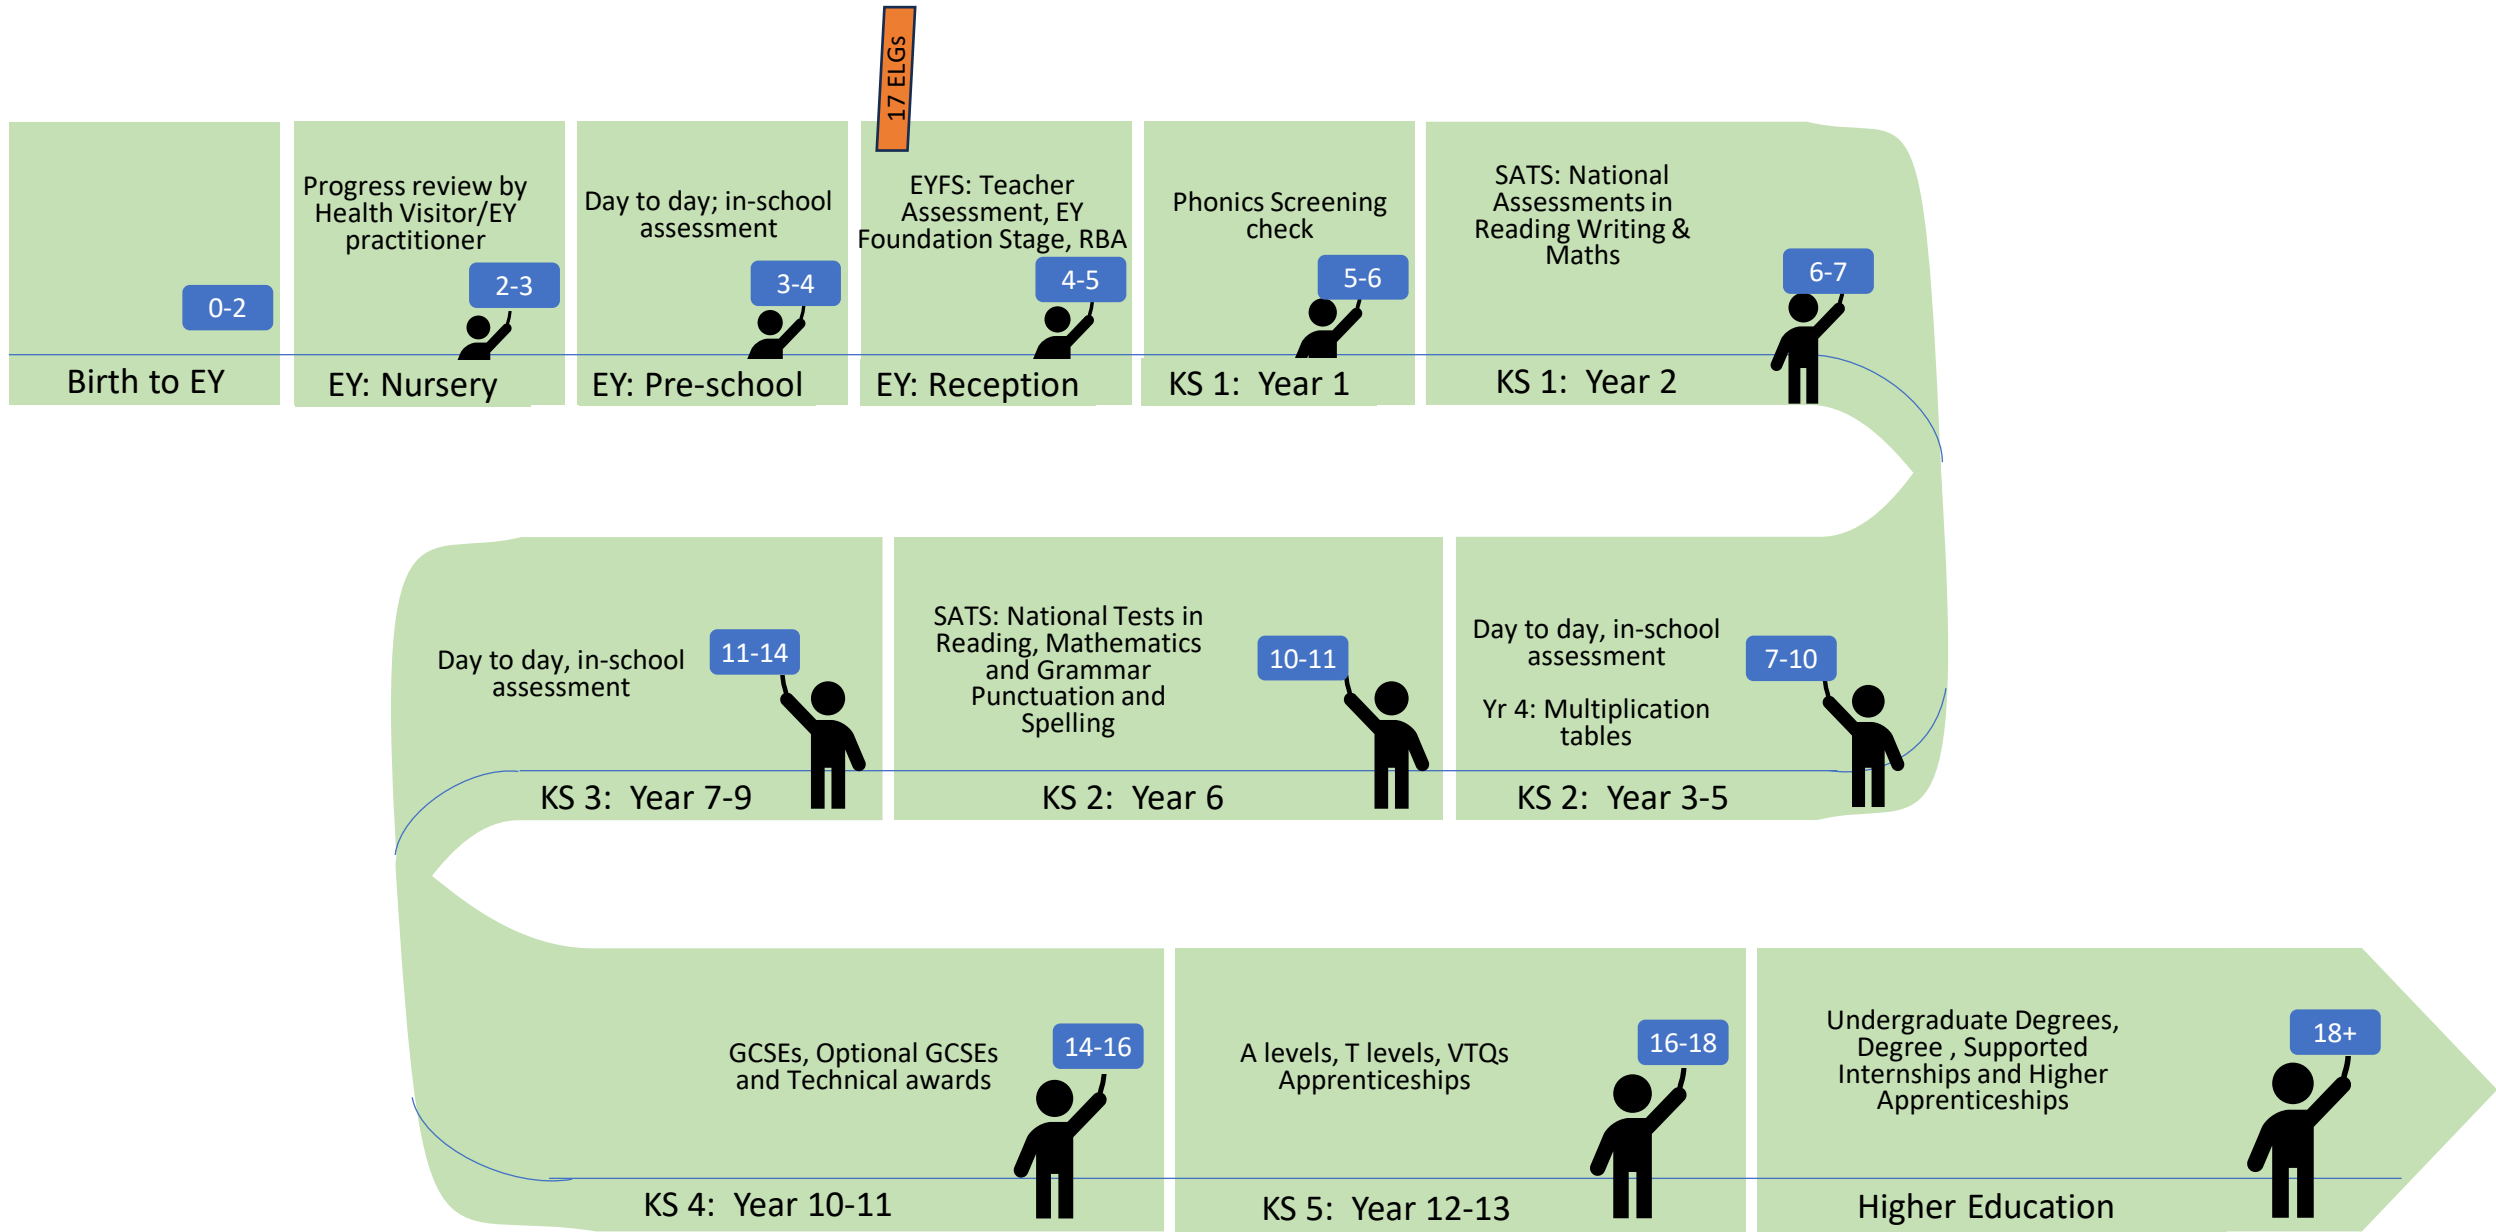 17 ELGs
0-2
Birth to EY
Progress review by
Health Visitor/EY
practitioner
2-3
EY: Nursery
Day to day; in-school
assessment
3-4
EY: Pre-school
EYFS: Teacher
Assessment, EY
Foundation Stage, RBA
4-5
EY: Reception
Phonics Screening
check
5-6
KS 1: Year 1
SATS: National
Assessments in
Reading Writing &
Maths
6-7
KS 1: Year 2
Day to day, in-school
assessment
Yr 4: Multiplication
tables
7-10
KS 2: Year 3-5
SATS: National Tests in
Reading, Mathematics
and Grammar
Punctuation and
Spelling
10-11
KS 2: Year 6
Day to day, in-school
assessment
11-14
KS 3: Year 7-9
GCSEs, Optional GCSEs
and Technical awards
14-16
KS 4: Year 10-11
A levels, T levels, VTQs
Apprenticeships
16-18
KS 5: Year 12-13
Undergraduate Degrees,
Degree , Supported
Internships and Higher
Apprenticeships
18+
Higher Education